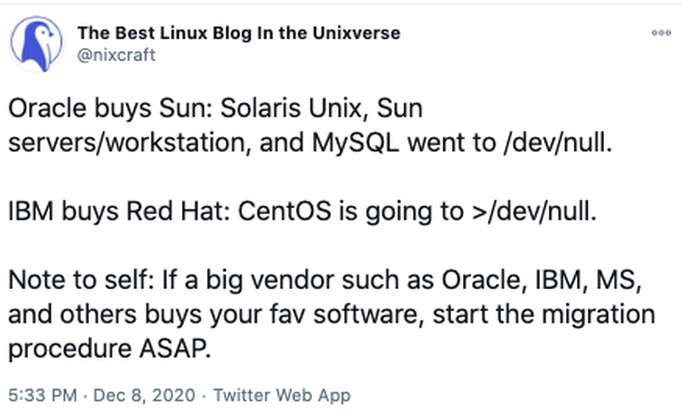 The Best Linux Blog In the Unixverse
@nixcraft
Oracle buys Sun: Solaris Unix, Sun
servers/workstation, and MySQL went to /dev/null.
IBM buys Red Hat: CentOS is going to >/dev/null.
Note to self: If a big vendor such as Oracle, IBM, MS,
and others buys your fav software, start the migration
procedure ASAP.
5:33 PM · Dec 8, 2020 · Twitter Web App